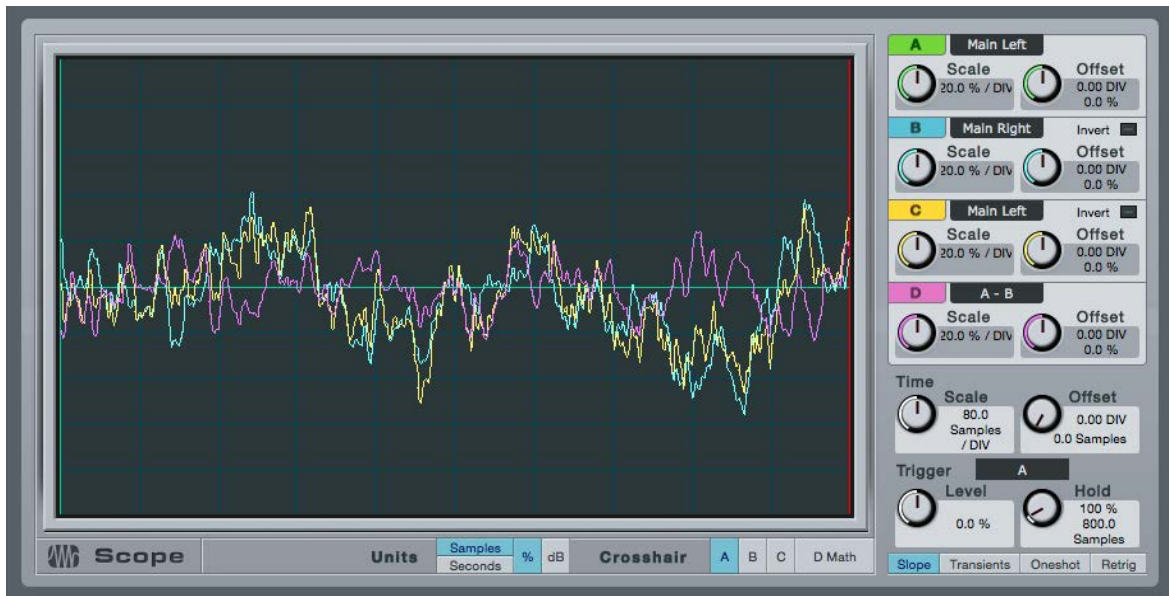 A Main Left
Scale Offset
20.0 % / DIV 0.00 DIV
0.0 %
B Main Right Invert
Scale Offset
20.0 % / DIV 0.00 DIV
0.0 %
C Main Left Invert
Scale Offset
20.0 % / DIV 0.00 DIV
0.0 %
D A - B
Scale Offset
20.0 % / DIV 0.00 DIV
0.0 %
Time
Scale Offset
80.0 0.00 DIV
Samples 0.0 Samples
/ DIV
Trigger A
Level Hold
0.0 % 100 %
800.0
Samples
Slope Transients Oneshot Retrig
Scope Units Samples % dB Crosshair A B C D Math
Seconds